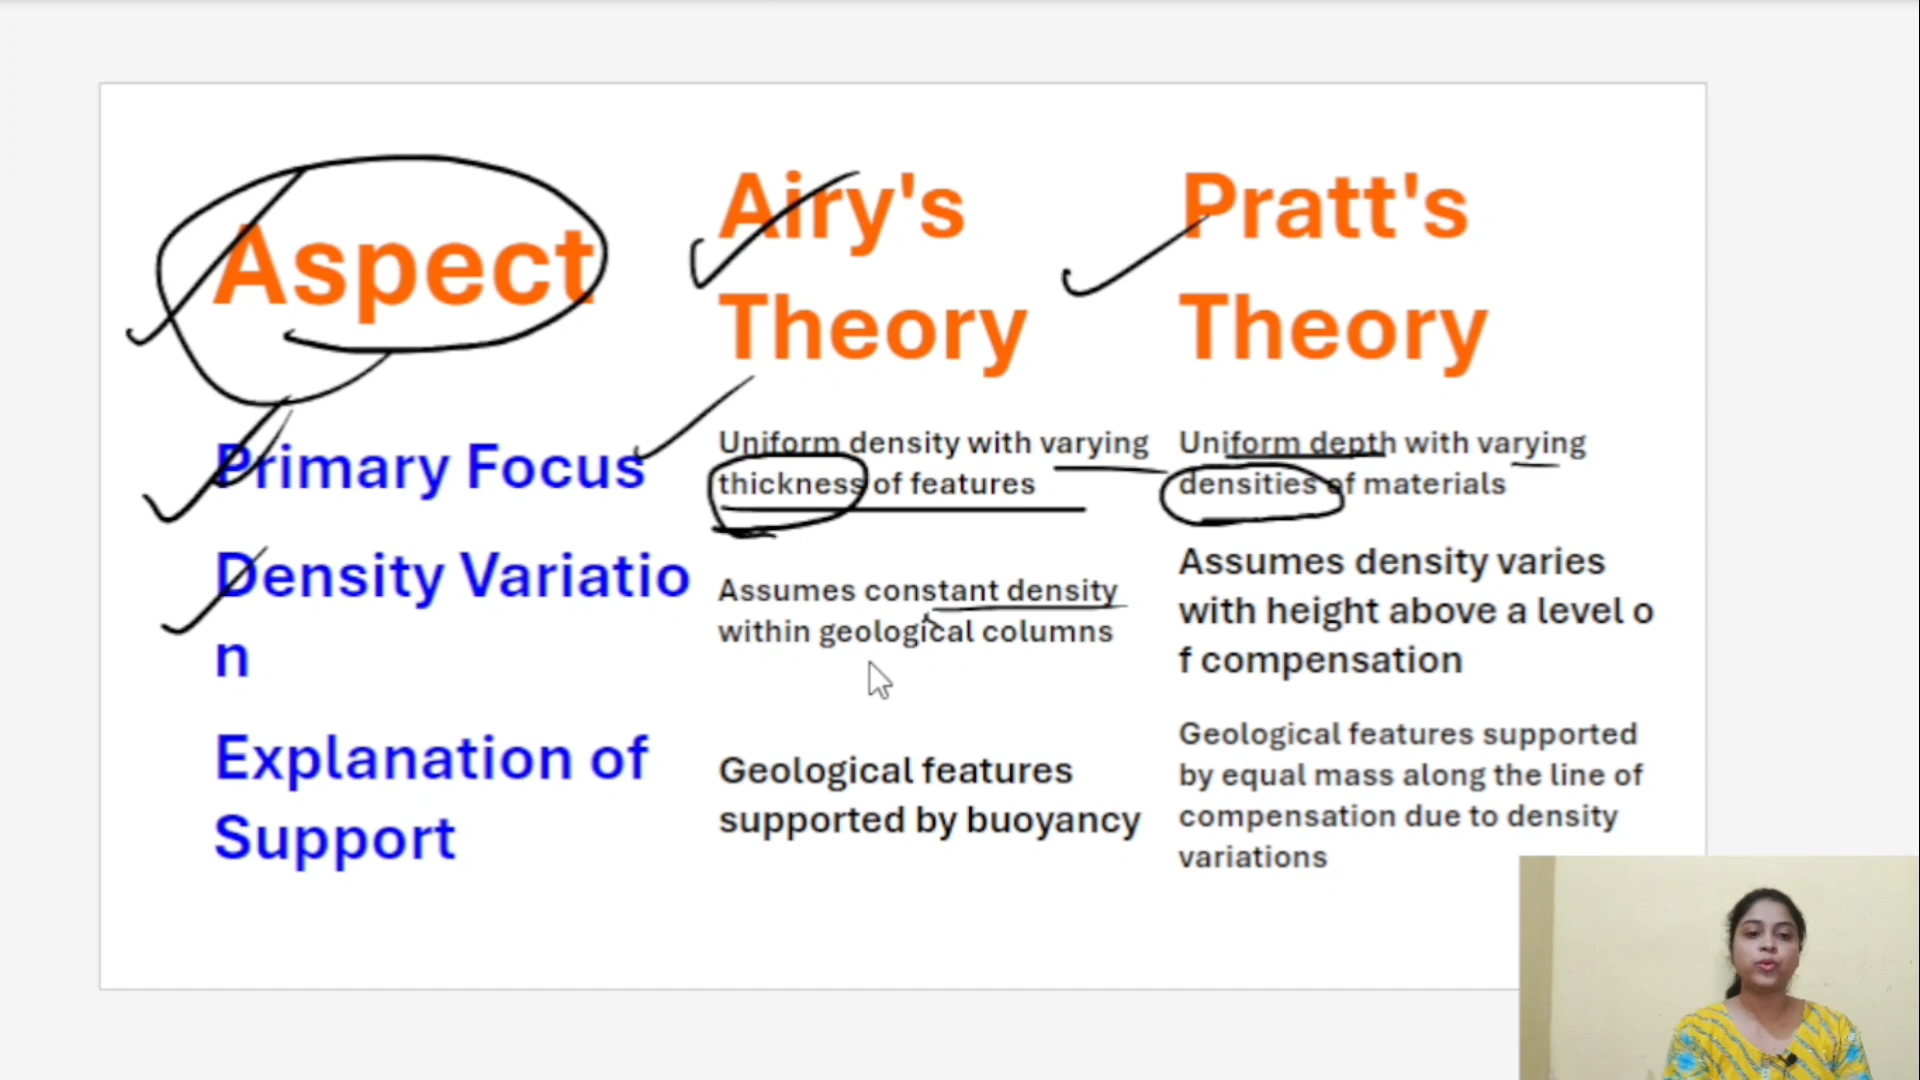 Aspect
Airy's
Theory
Pratt's
Theory
Primary Focus
Uniform density with varying
thickness of features
Uniform depth with varying
densities of materials
Density Variatio
n
Assumes constant density
within geological columns
Assumes density varies
with height above a level o
f compensation
Explanation of
Support
Geological features
supported by buoyancy
Geological features supported
by equal mass along the line of
compensation due to density
variations